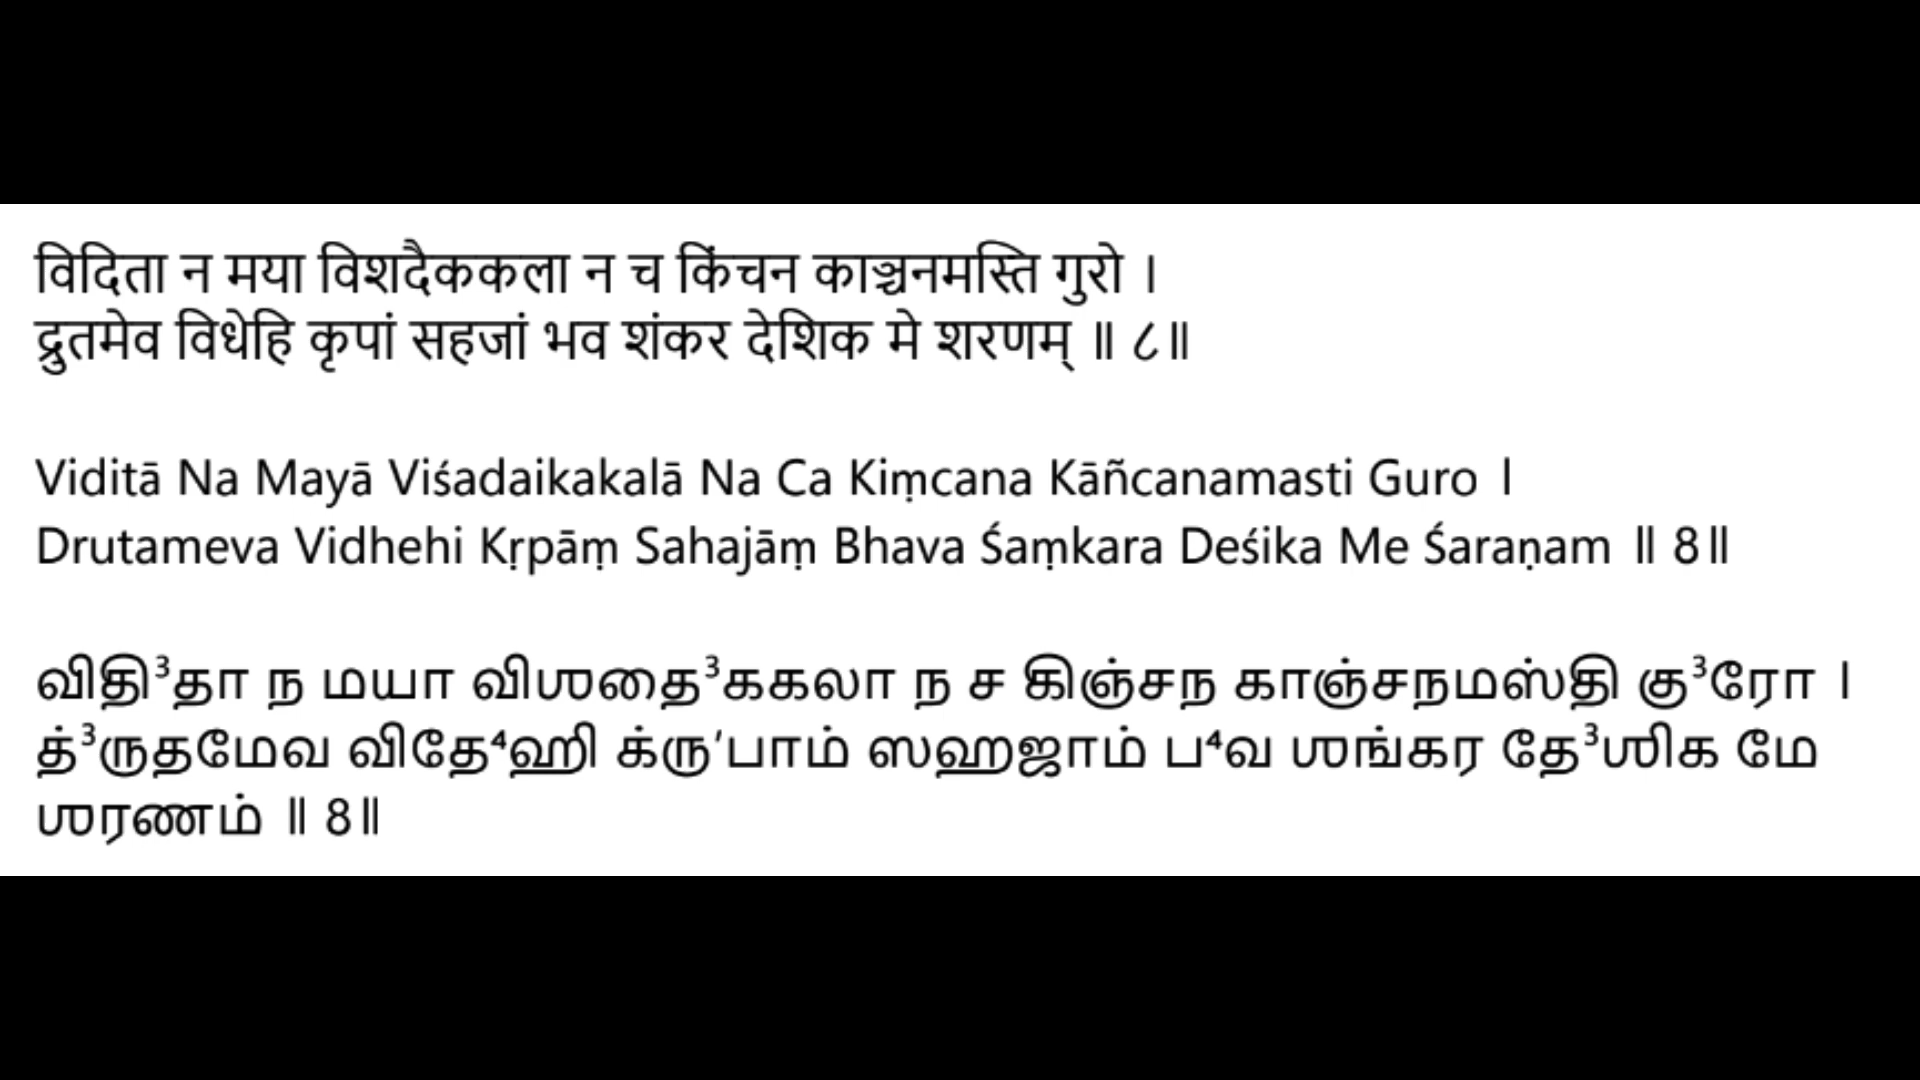 विदिता न मया विशदैककला न च किंचन काञ्चनमस्ति गुरो ।
द्रुतमेव विधेहि कृपां सहजां भव शंकर देशिक मे शरणम् ॥ ८॥
Viditā Na Mayā Viśadaikakalā Na Ca Kiṃcana Kāñcanamasti Guro ।
Drutameva Vidhehi Kṛpāṃ Sahajāṃ Bhava Śaṃkara Deśika Me Śaraṇam ॥ 8॥
விதி³தா ந மயா விஶதை³ககலா ந ச கிஞ்சந காஞ்சநமஸ்தி கு³ரோ ।
த்³ருதமேவ விதே⁴ஹி க்ருʼபாம் ஸஹஜாம் ப⁴வ ஶங்கர தே³ஶிக மே
ஶரணம் ॥ 8॥